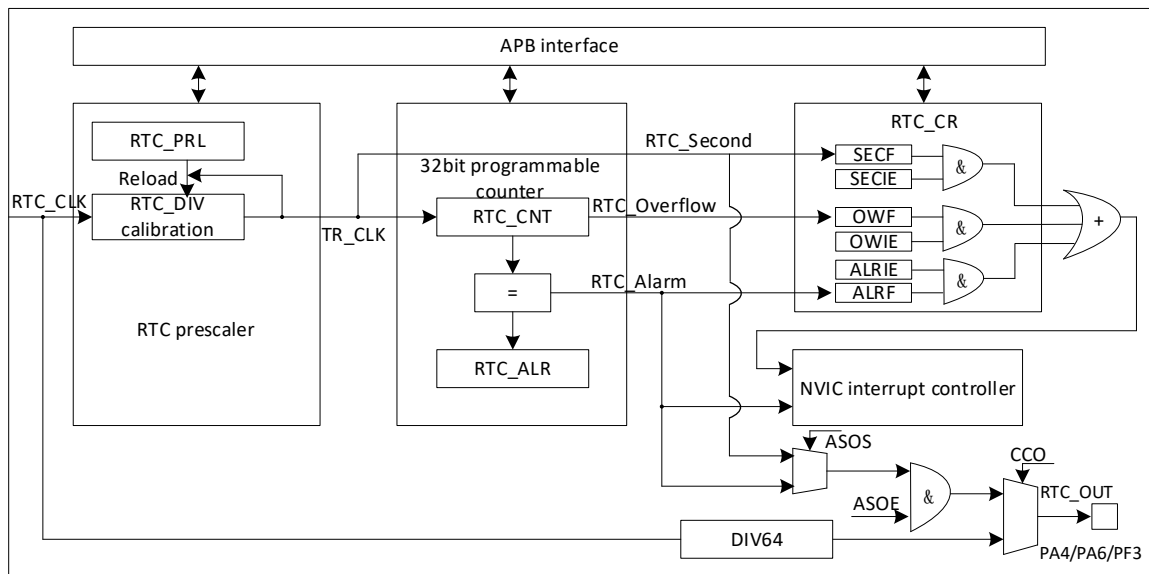 APB interface
RTC_PRL
Reload
RTC_CLK
RTC_DIV
calibration
TR_CLK
RTC prescaler
32bit programmable
counter
RTC_CNT
=
RTC_ALR
RTC_Second
RTC_Overflow
RTC_Alarm
RTC_CR
SECF
SECIE
&
OWF
OWIE
&
ALRIE
ALRF
&
+
NVIC interrupt controller
ASOS
ASOE
&
CCO
RTC_OUT
DIV64
PA4/PA6/PF3